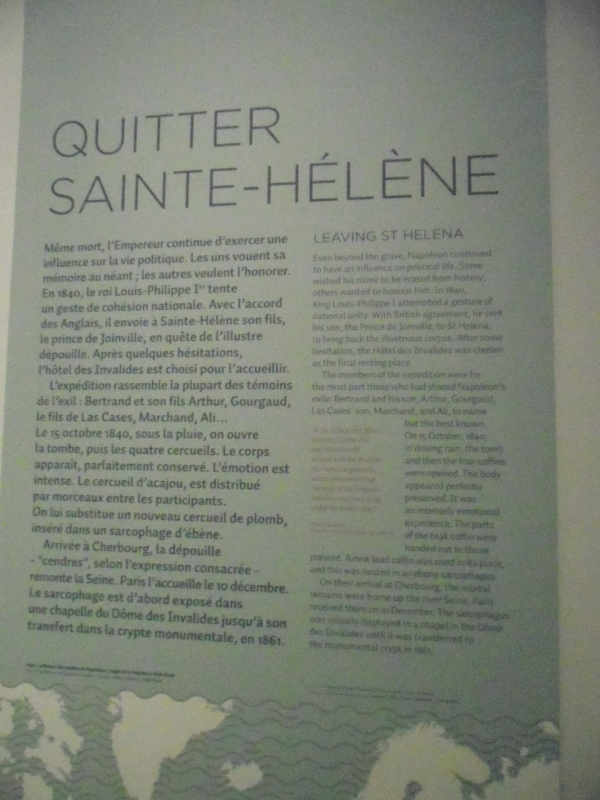 QUITTER
SAINTE-HÉLÈNE
Même mort, l'Empereur continue d'exercer une
influence sur la vie politique. Les uns vouent sa
mémoire au néant ; les autres veulent l'honorer.
En 1840, le roi Louis-Philippe Ier tente
un geste de cohésion nationale. Avec l'accord
des Anglais, il envoie à Sainte-Hélène son fils,
le prince de Joinville, en quête de l'illustre
dépouille. Après quelques hésitations,
l'hôtel des Invalides est choisi pour l'accueillir.
L'expédition rassemble la plupart des témoins
de l'exil : Bertrand et son fils Arthur, Gourgaud,
le fils de Las Cases, Marchand, Ali...
Le 15 octobre 1840, sous la pluie, on ouvre
la tombe, puis les quatre cercueils. Le corps
apparaît, parfaitement conservé. L'émotion est
intense. Le cercueil d'acajou, est distribué
par morceaux entre les participants.
On lui substitue un nouveau cercueil de plomb,
inséré dans un sarcophage d'ébène.
Arrivée à Cherbourg, la dépouille
– "cendres", selon l'expression consacrée –
remonte la Seine. Paris l'accueille le 10 décembre.
Le sarcophage est d'abord exposé dans
une chapelle du Dôme des Invalides jusqu'à son
transfert dans la crypte monumentale, en 1861.
LEAVING ST HELENA
Even beyond the grave, Napoleon continued
to have an influence on political life. Some
wished his name to be erased from history;
others wanted to honour him. In 1840,
King Louis-Philippe I attempted a gesture of
national unity. With British agreement, he sent
his son, the Prince de Joinville, to St Helena,
to bring back the illustrious corpse. After some
hesitation, the Hôtel des Invalides was chosen
as the final resting place.
The members of the expedition were for
the most part those who had shared Napoleon's
exile: Bertrand and his son, Arthur, Gourgaud,
Las Cases' son, Marchand, and Ali, to name
but the best known.
On 15 October, 1840,
in driving rain, the tomb
and then the four coffins
were opened. The body
appeared perfectly
preserved. It was
an intensely emotional
experience. The parts
of the teak coffin were
handed out to those
present. A new lead coffin was used in its place,
and this was nested in an ebony sarcophagus.
On their arrival at Cherbourg, the mortal
remains were borne up the river Seine. Paris
received them on 10 December. The sarcophagus
was initially displayed in a chapel in the Dôme
des Invalides until it was transferred to
the monumental crypt in 1861.